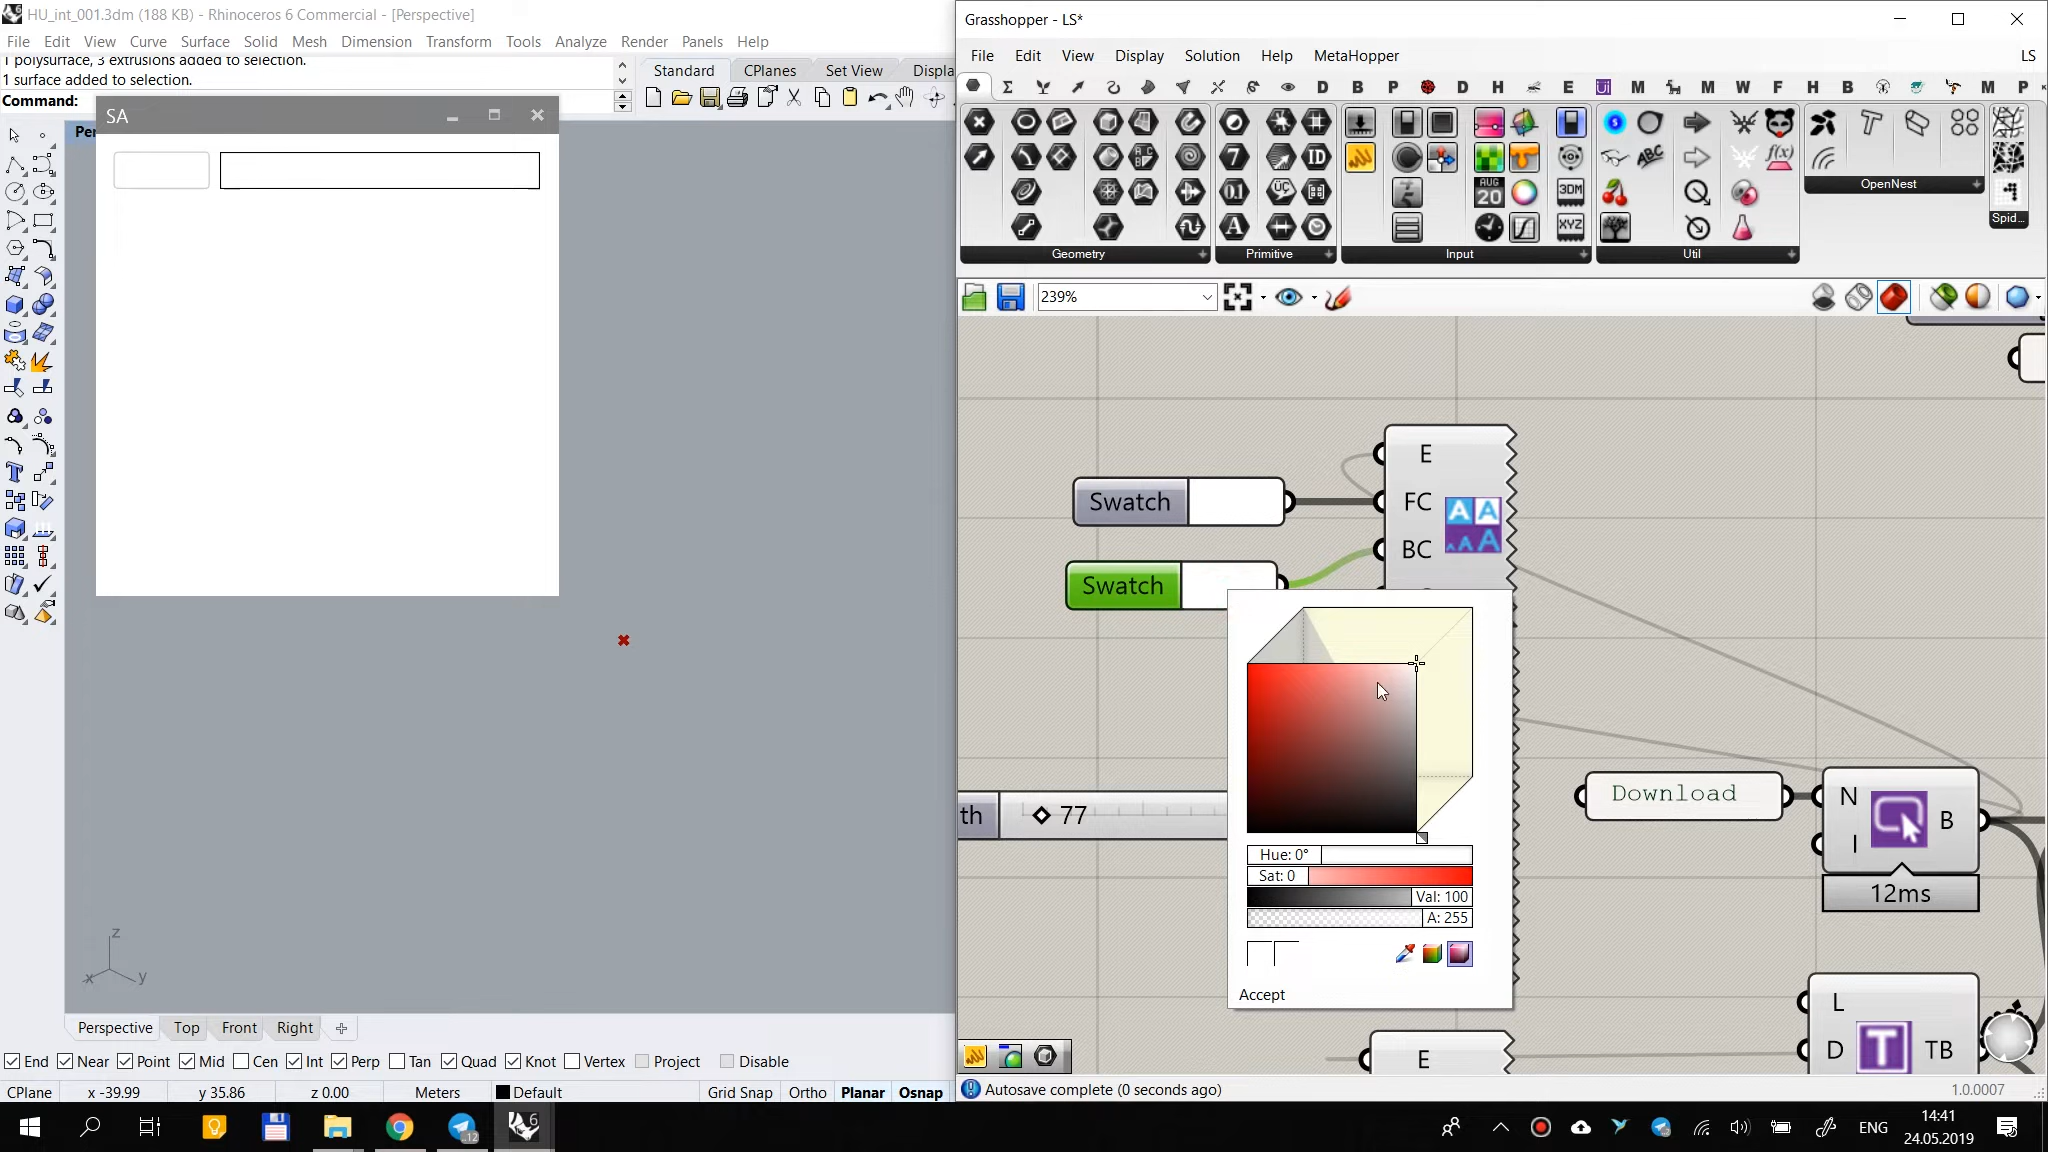 HU_int_001.3dm (188 KB) - Rhinoceros 6 Commercial - [Perspective]
File Edit View Curve Surface Solid Mesh Dimension Transform Tools Analyze Render Panels Help
1 polysurface, 3 extrusions added to selection.
1 surface added to selection.
Command:
Standard CPlanes Set View Displa
SA
Per
z
x y
Perspective Top Front Right
End Near Point Mid Cen Int Perp Tan Quad Knot Vertex Project Disable
CPlane x -39.99 y 35.86 z 0.00 Meters Default Grid Snap Ortho Planar Osnap
Grasshopper - LS*
File Edit View Display Solution Help MetaHopper LS
D B P D H E M M W F H B M P
Geometry Primitive Input Util
OpenNest
Spid...
239%
Swatch
Swatch
E
FC
BC
th 77
Hue: 0°
Sat: 0
Val: 100
A: 255
Accept
Download
N
I
B
12ms
L
D
TB
E
Autosave complete (0 seconds ago) 1.0.0007
ENG
14:41
24.05.2019